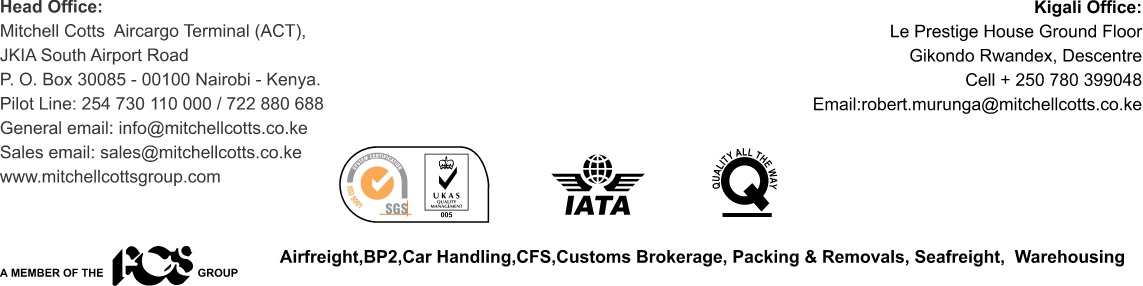 Head Office:
Mitchell Cotts  Aircargo Terminal (ACT),
JKIA South Airport Road
P. O. Box 30085 - 00100 Nairobi - Kenya.
Pilot Line: 254 730 110 000 / 722 880 688
General email: info@mitchellcotts.co.ke
Sales email: sales@mitchellcotts.co.ke
www.mitchellcottsgroup.com
Kigali Office:
Le Prestige House Ground Floor
Gikondo Rwandex, Descentre
Cell + 250 780 399048
Email:robert.murunga@mitchellcotts.co.ke
ISO 9001
SGS
UKAS
QUALITY
MANAGEMENT
005
IATA
QUALITY ALL THE WAY
Q
A MEMBER OF THE
FCS
GROUP
Airfreight,BP2,Car Handling,CFS,Customs Brokerage, Packing & Removals, Seafreight,  Warehousing